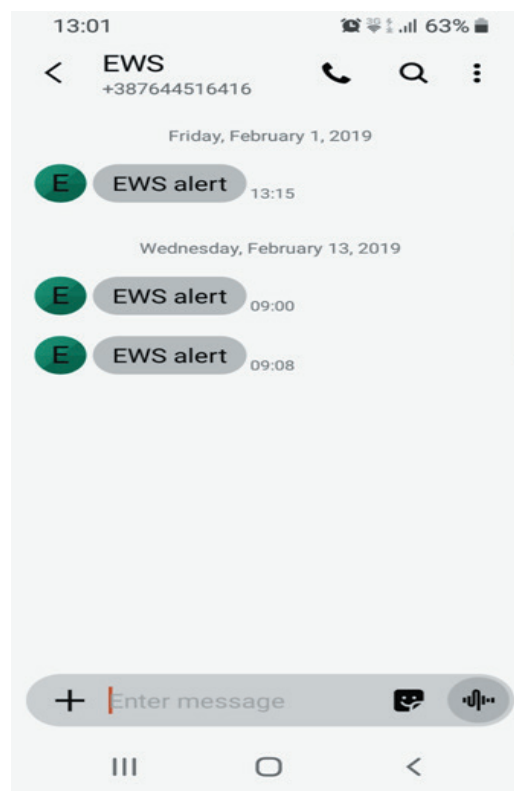 13:01 3G 63%
EWS
+387644516416
Friday, February 1, 2019
E EWS alert 13:15
Wednesday, February 13, 2019
E EWS alert 09:00
E EWS alert 09:08
Enter message